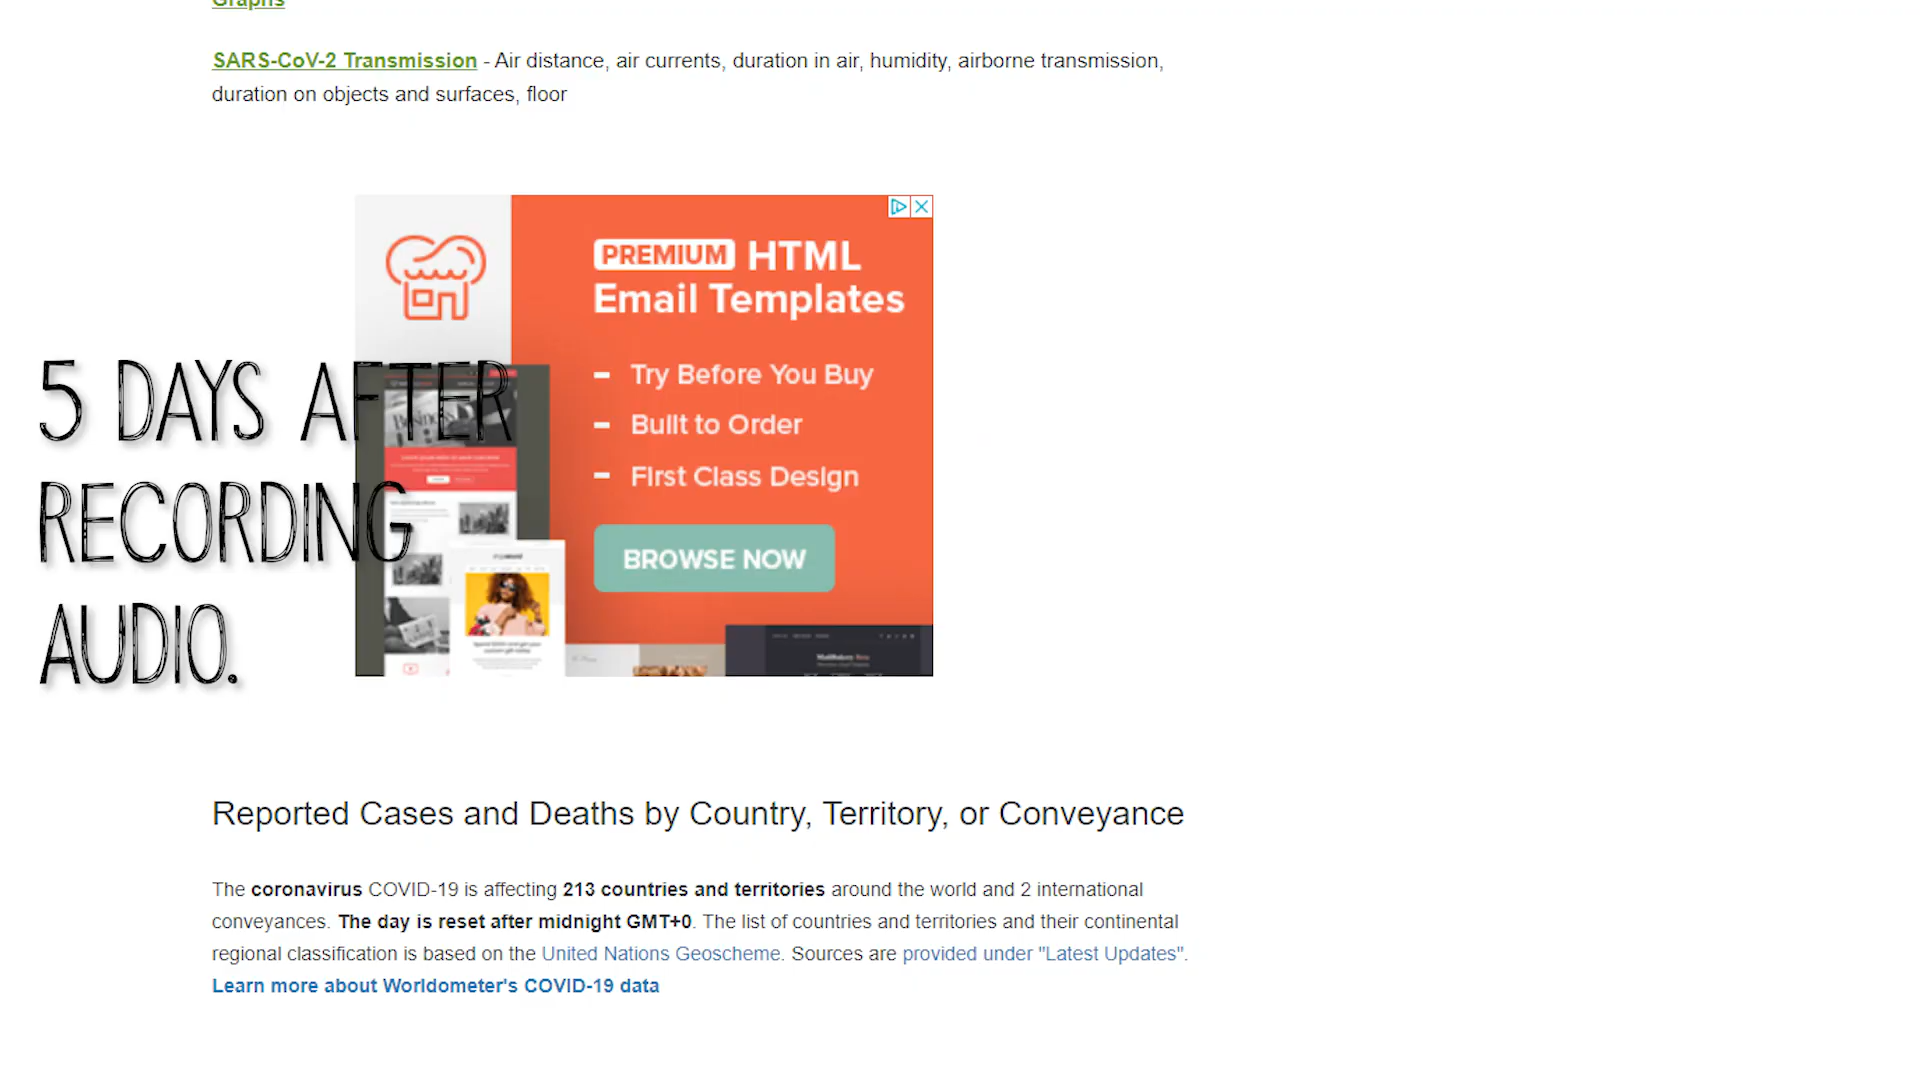 Graphs
SARS-CoV-2 Transmission - Air distance, air currents, duration in air, humidity, airborne transmission,
duration on objects and surfaces, floor
PREMIUM HTML
Email Templates
- Try Before You Buy
- Built to Order
- First Class Design
BROWSE NOW
5 DAYS AFTER
RECORDING
AUDIO.
Reported Cases and Deaths by Country, Territory, or Conveyance
The coronavirus COVID-19 is affecting 213 countries and territories around the world and 2 international
conveyances. The day is reset after midnight GMT+0. The list of countries and territories and their continental
regional classification is based on the United Nations Geoscheme. Sources are provided under "Latest Updates".
Learn more about Worldometer's COVID-19 data